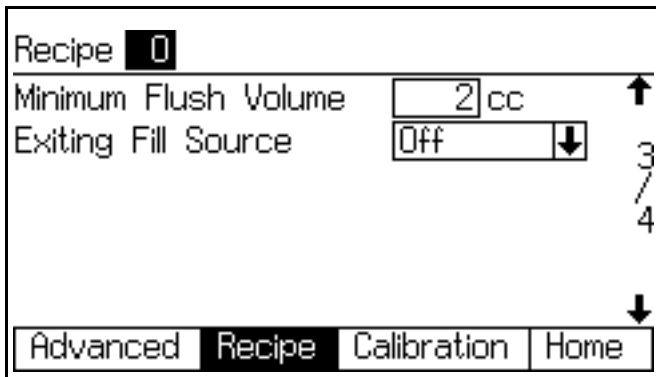 Recipe 0
Minimum Flush Volume 2 cc
Exiting Fill Source Off
3
/
4
Advanced Recipe Calibration Home